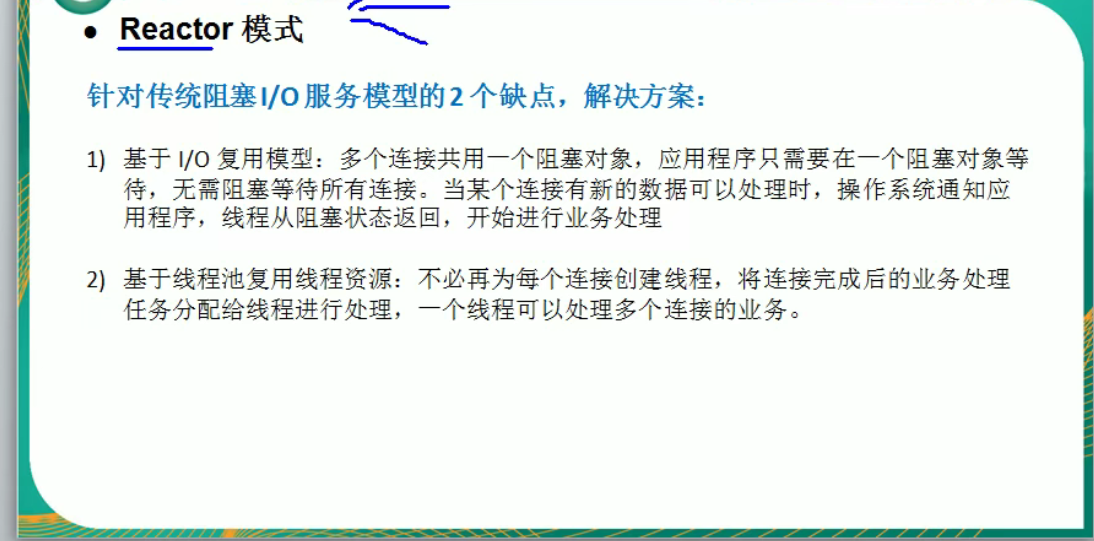 ● Reactor 模式
针对传统阻塞I/O服务模型的2个缺点，解决方案：
1) 基于 I/O 复用模型：多个连接共用一个阻塞对象，应用程序只需要在一个阻塞对象等
待，无需阻塞等待所有连接。当某个连接有新的数据可以处理时，操作系统通知应
用程序，线程从阻塞状态返回，开始进行业务处理
2) 基于线程池复用线程资源：不必再为每个连接创建线程，将连接完成后的业务处理
任务分配给线程进行处理，一个线程可以处理多个连接的业务。